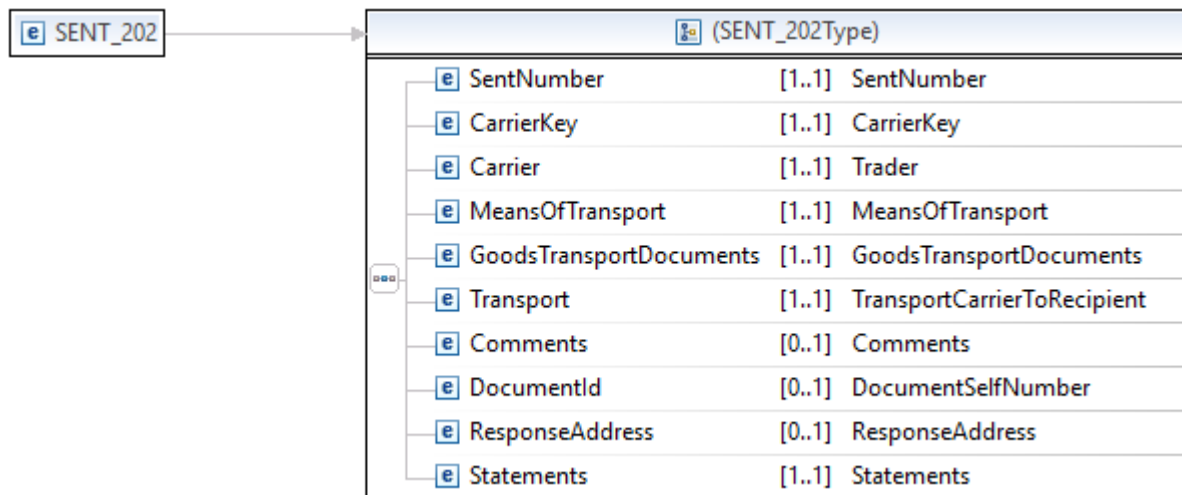 e SENT_202
(SENT_202Type)
e SentNumber [1..1] SentNumber
e CarrierKey [1..1] CarrierKey
e Carrier [1..1] Trader
e MeansOfTransport [1..1] MeansOfTransport
e GoodsTransportDocuments [1..1] GoodsTransportDocuments
e Transport [1..1] TransportCarrierToRecipient
e Comments [0..1] Comments
e DocumentId [0..1] DocumentSelfNumber
e ResponseAddress [0..1] ResponseAddress
e Statements [1..1] Statements